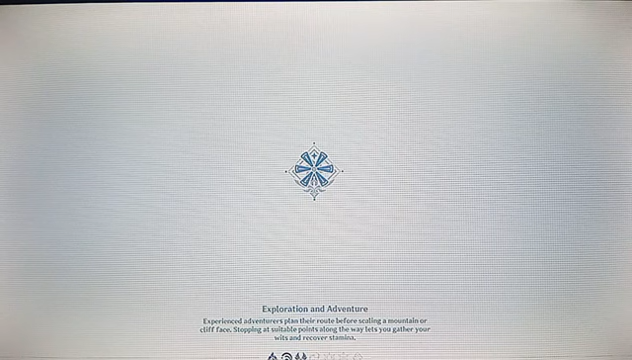 Exploration and Adventure
Experienced adventurers plan their route before scaling a mountain or
cliff face. Stopping at suitable points along the way lets you gather your
wits and recover stamina.